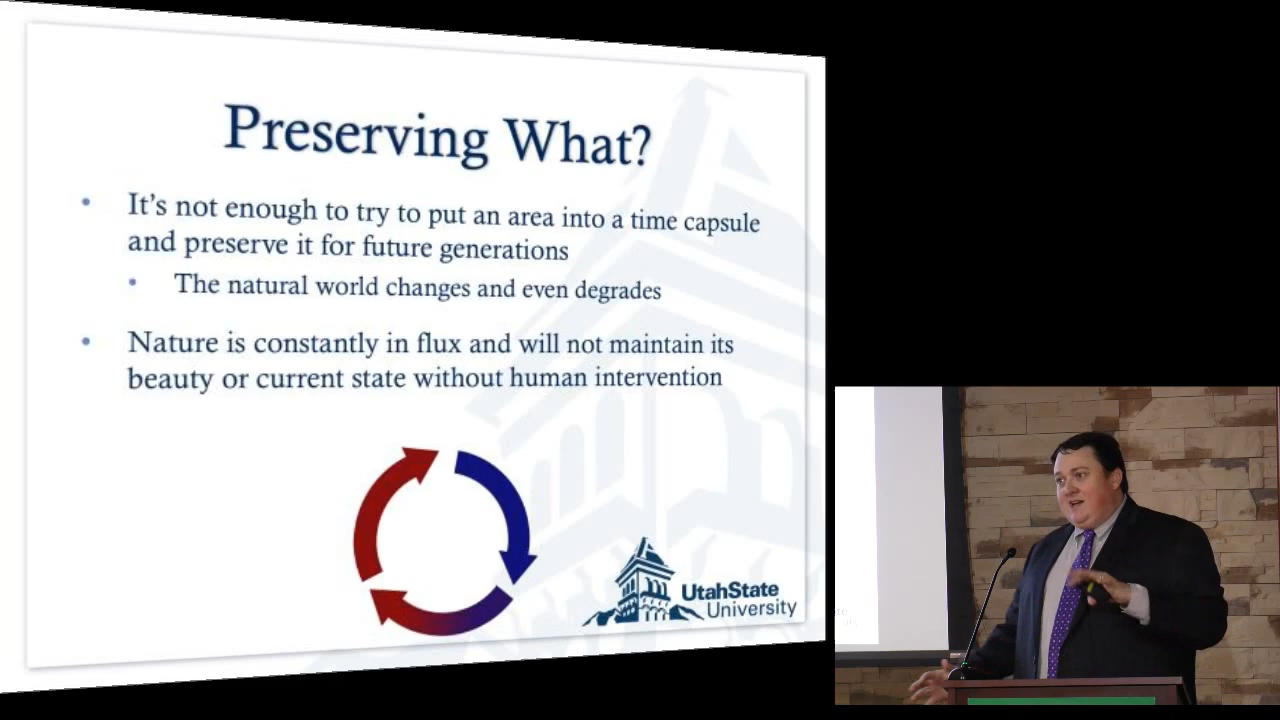 Preserving What?
• It's not enough to try to put an area into a time capsule
and preserve it for future generations
• The natural world changes and even degrades
• Nature is constantly in flux and will not maintain its
beauty or current state without human intervention
UtahState
University